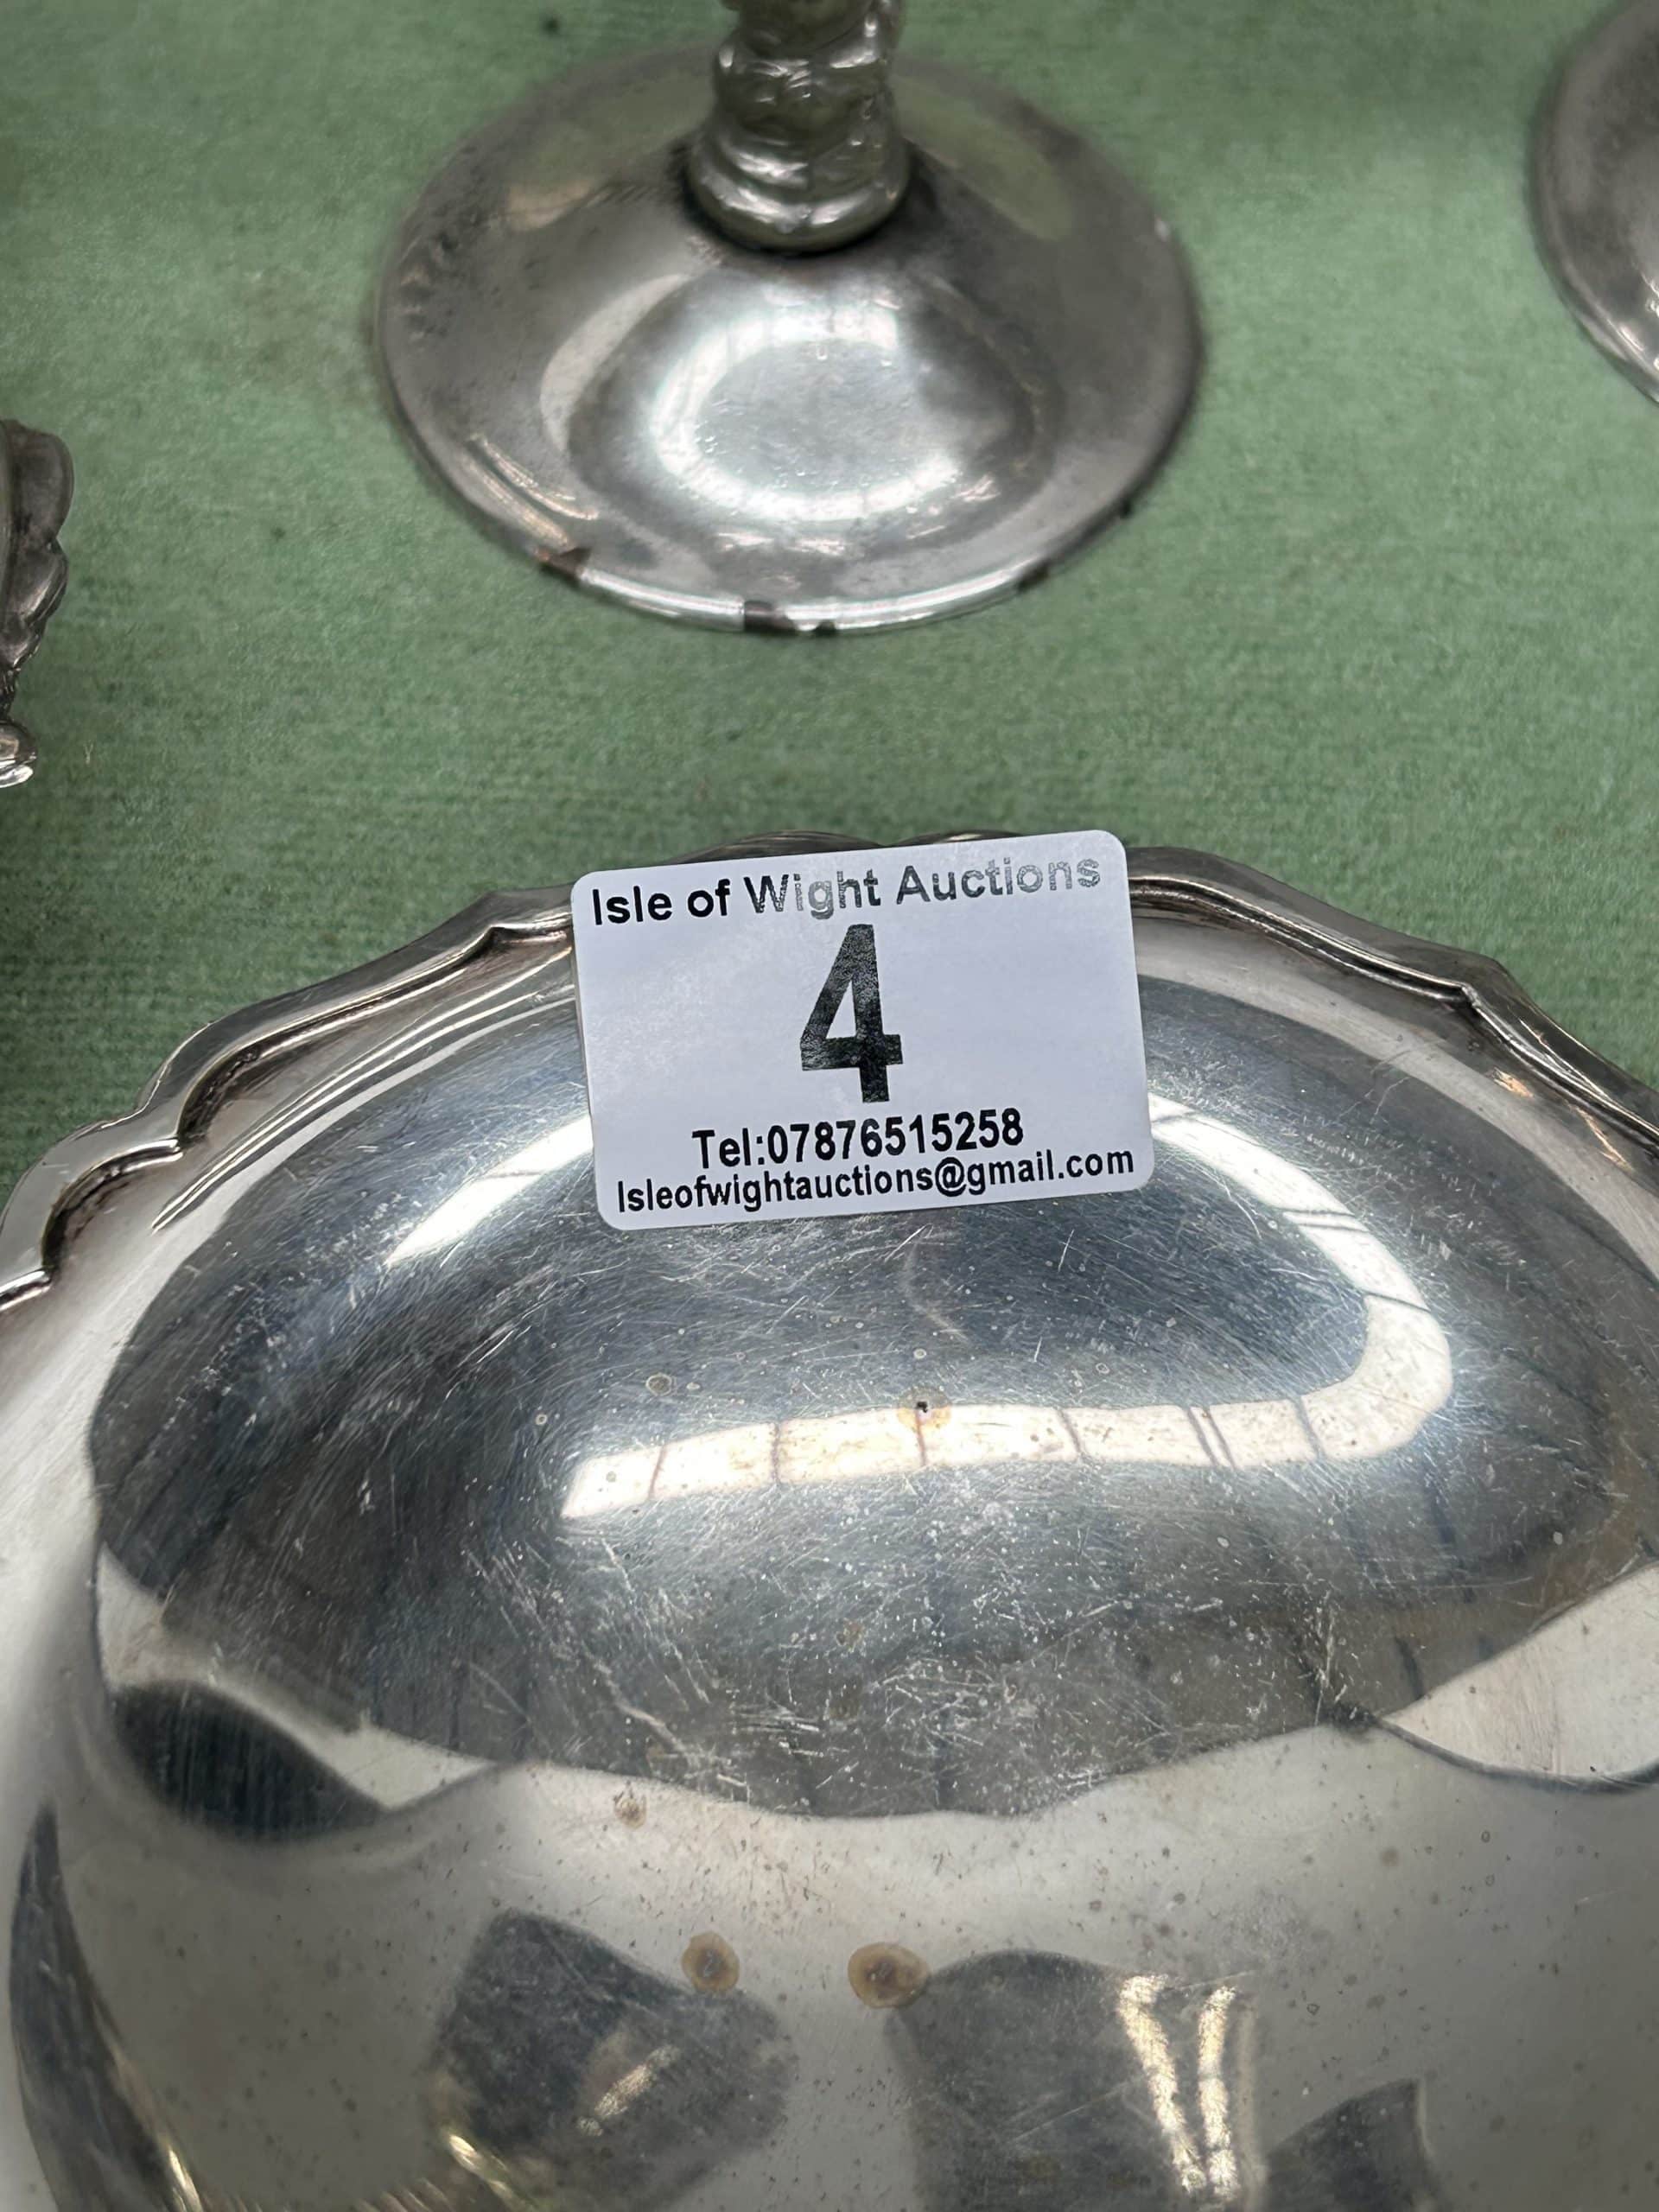 Isle of Wight Auctions
4
Tel:07876515258
Isleofwightauctions@gmail.com